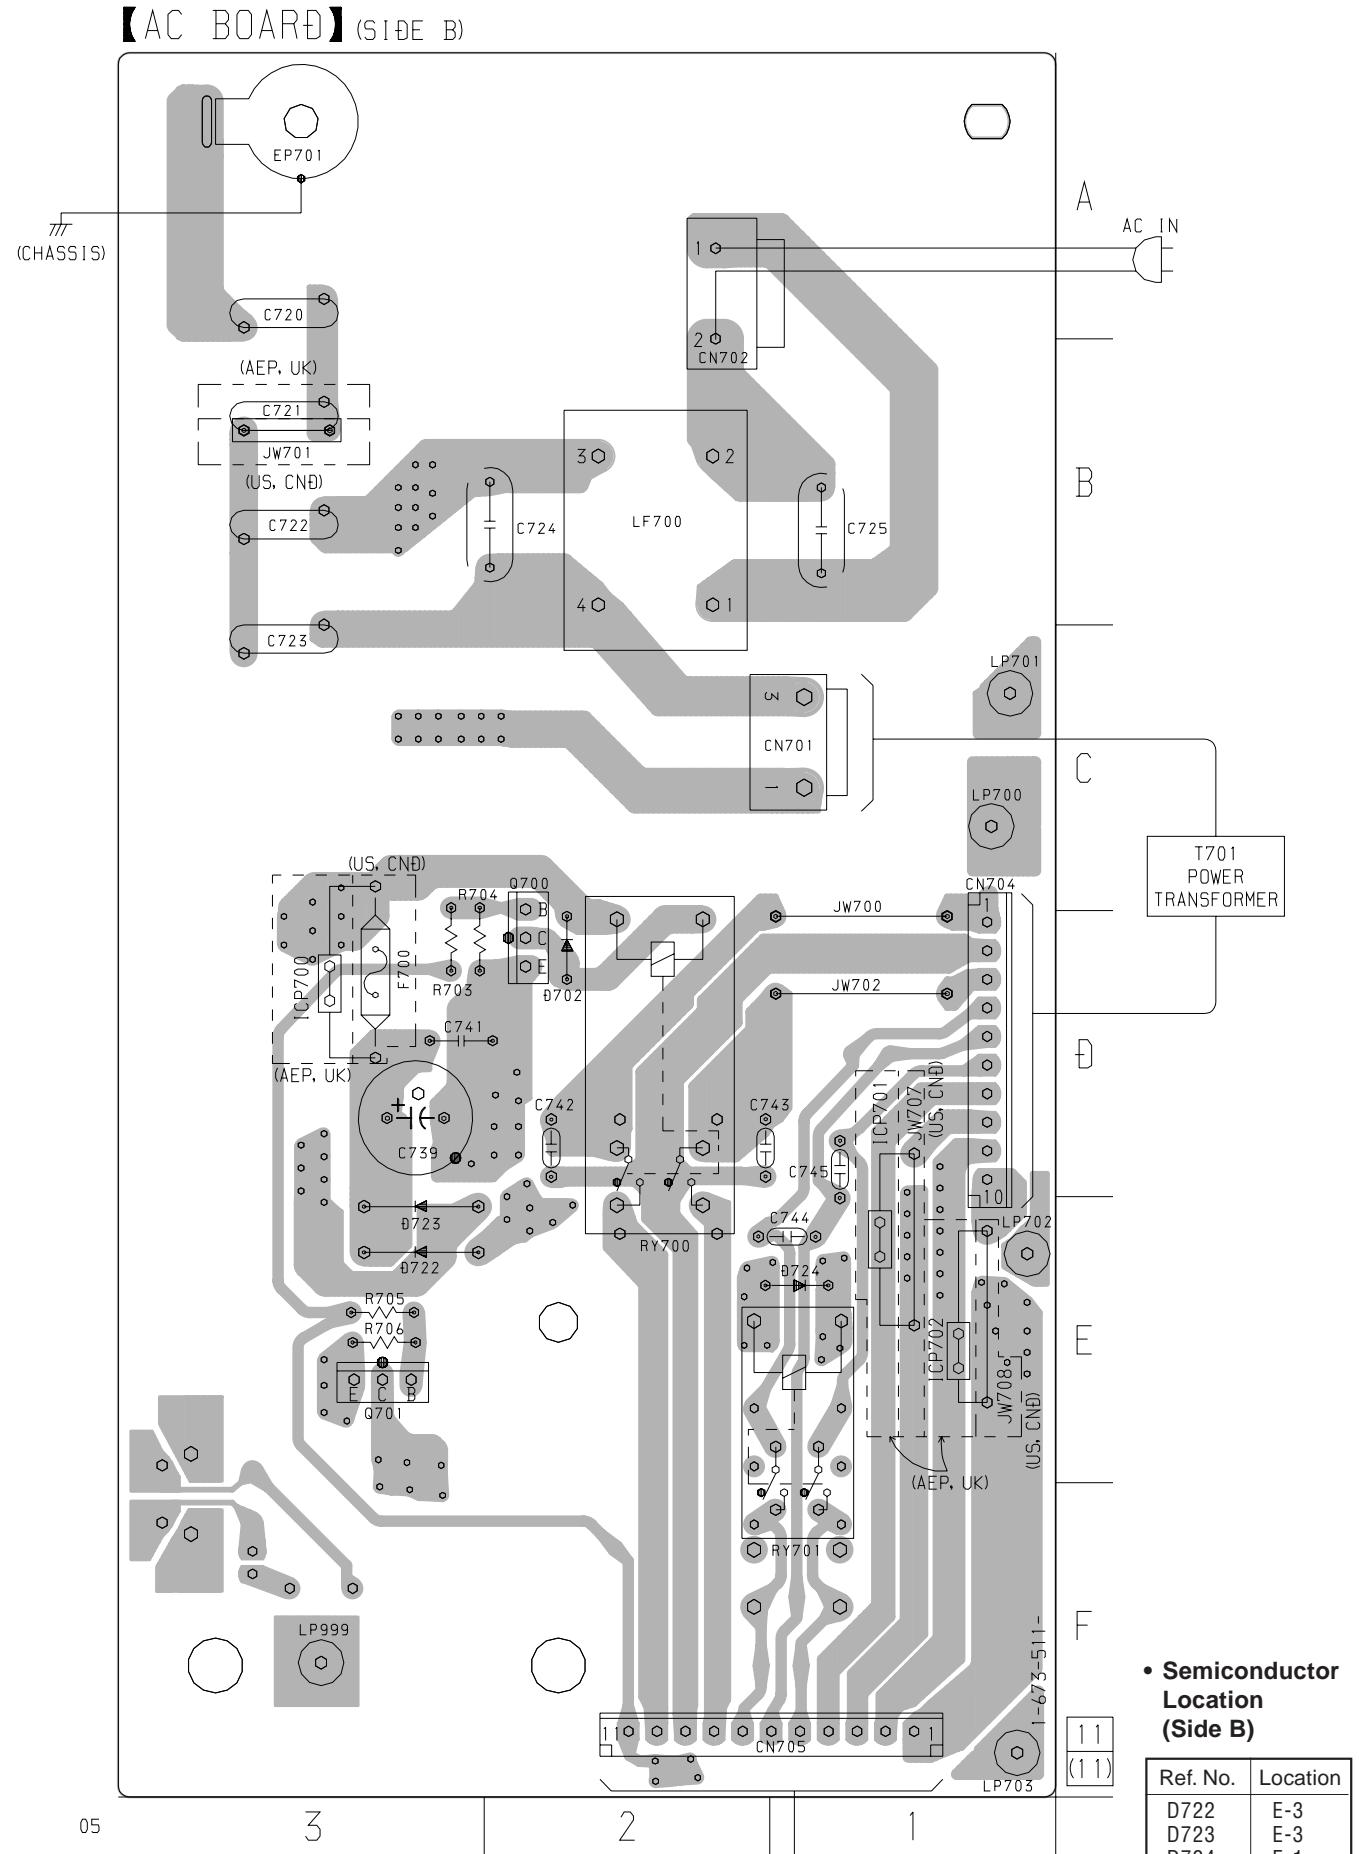 【AC BOARD】 (SIDE B)
EP701
A
AC IN
(CHASSIS)
1
C720
2
CN702
(AEP, UK)
C721
JW701
3
2
(US, CND)
B
C722
C724
LF700
C725
4
1
C723
LP701
3
CN701
C
1
LP700
T701
POWER
TRANSFORMER
(US, CND)
R704
Q700
CN704
B
JW700
1
C
ICP700
F700
E
R703
D702
JW702
C741
D
(AEP, UK)
+
C742
C743
ICP701
JW707
(US, CND)
C739
C745
10
D723
C744
LP702
RY700
D722
D724
R705
R706
ICP702
E
JW708
E C B
Q701
(US, CND)
(AEP, UK)
RY701
F
LP999
1-673-511-
• Semiconductor
Location
(Side B)
11
1
11
CN705
(11)
LP703
Ref. No. Location
05
3
2
1
D722 E-3
D723 E-3